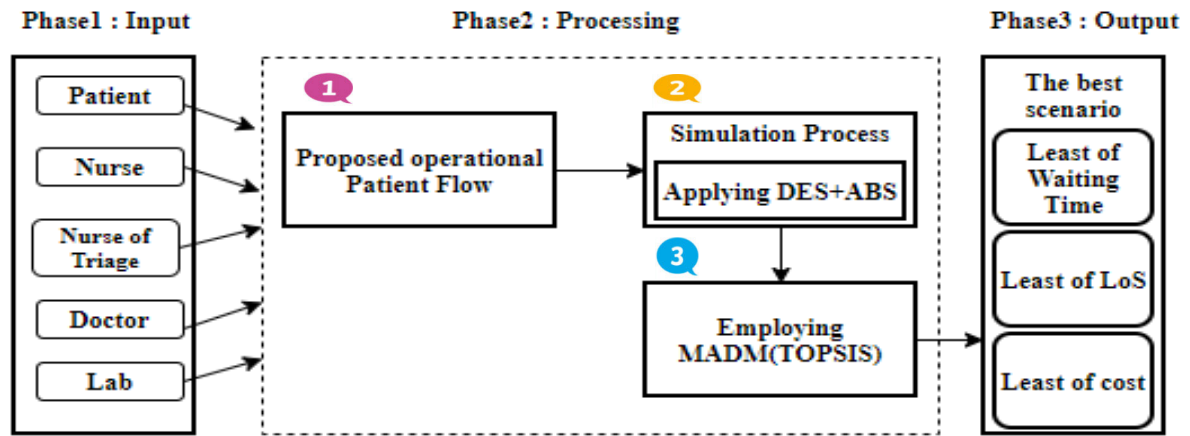 Phase1 : Input
Phase2 : Processing
Phase3 : Output
Patient
Nurse
Nurse of
Triage
Doctor
Lab
1
Proposed operational
Patient Flow
2
Simulation Process
Applying DES+ABS
3
Employing
MADM(TOPSIS)
The best
scenario
Least of
Waiting
Time
Least of LoS
Least of cost